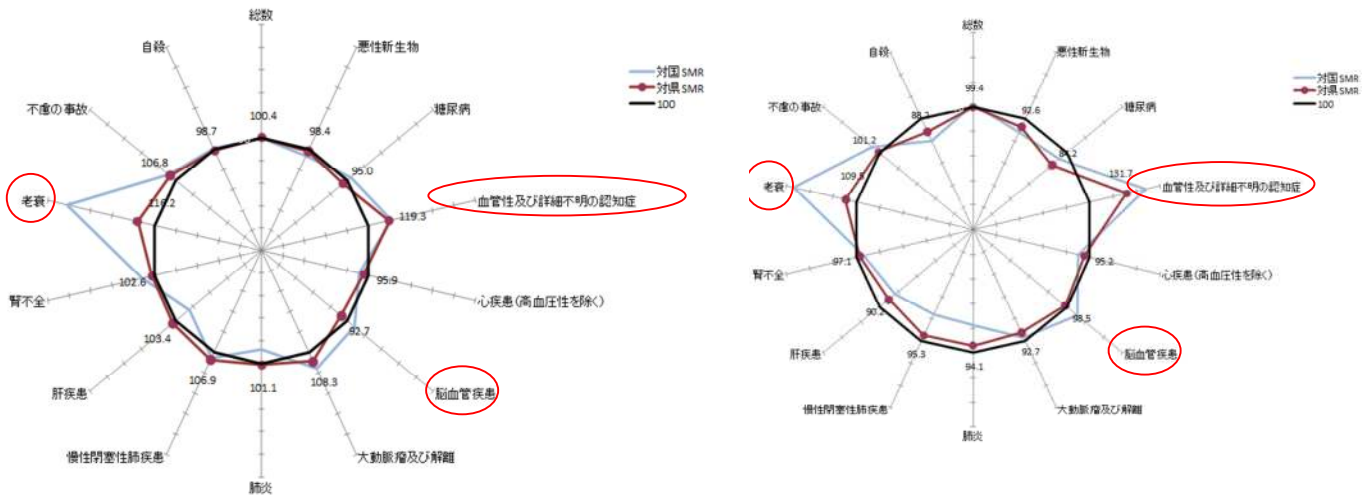 総数
悪性新生物
糖尿病
血管性及び詳細不明の認知症
心疾患(高血圧性を除く)
脳血管疾患
大動脈瘤及び解離
肺炎
慢性閉塞性肺疾患
肝疾患
腎不全
老衰
不慮の事故
自殺
100.4
98.4
95.0
119.3
95.9
92.7
108.3
101.1
106.9
103.4
102.6
116.2
106.8
98.7
対国SMR
対県SMR
100
総数
悪性新生物
糖尿病
血管性及び詳細不明の認知症
心疾患(高血圧性を除く)
脳血管疾患
大動脈瘤及び解離
肺炎
慢性閉塞性肺疾患
肝疾患
腎不全
老衰
不慮の事故
自殺
99.4
92.6
131.7
95.2
98.5
92.7
94.1
95.3
90.2
97.1
109.5
101.2
対国SMR
対県SMR
100